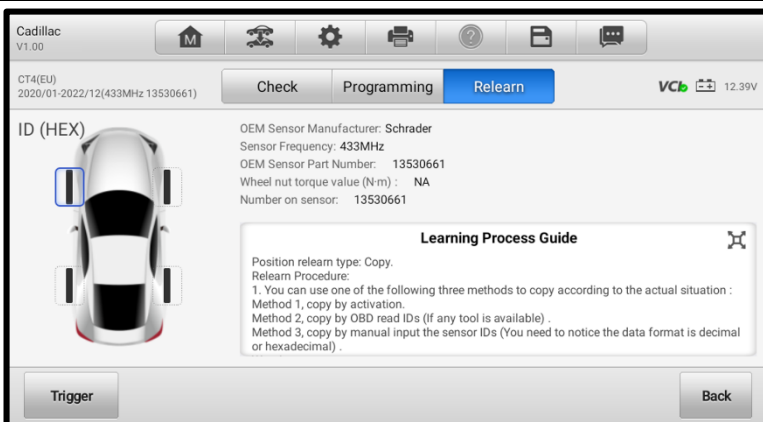 Cadillac
V1.00
M
?
CT4(EU)
2020/01-2022/12(433MHz 13530661)
Check
Programming
Relearn
VCI
12.39V
ID (HEX)
OEM Sensor Manufacturer: Schrader
Sensor Frequency: 433MHz
OEM Sensor Part Number: 13530661
Wheel nut torque value (N·m) : NA
Number on sensor: 13530661
Learning Process Guide
Position relearn type: Copy.
Relearn Procedure:
1. You can use one of the following three methods to copy according to the actual situation :
Method 1, copy by activation.
Method 2, copy by OBD read IDs (If any tool is available) .
Method 3, copy by manual input the sensor IDs (You need to notice the data format is decimal
or hexadecimal) .
Trigger
Back